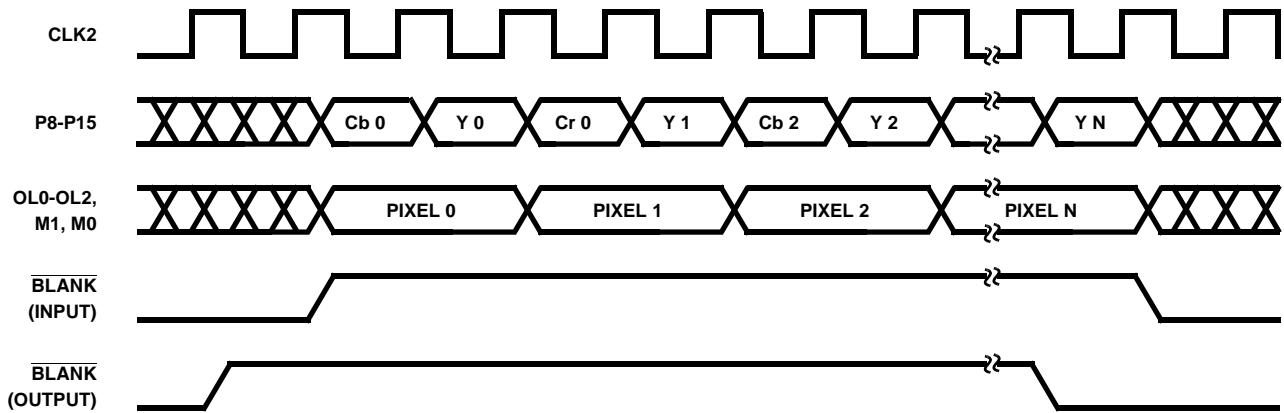 CLK2
P8-P15
Cb 0 Y 0 Cr 0 Y 1 Cb 2 Y 2 Y N
OL0-OL2,
M1, M0
PIXEL 0 PIXEL 1 PIXEL 2 PIXEL N
BLANK
(INPUT)
BLANK
(OUTPUT)